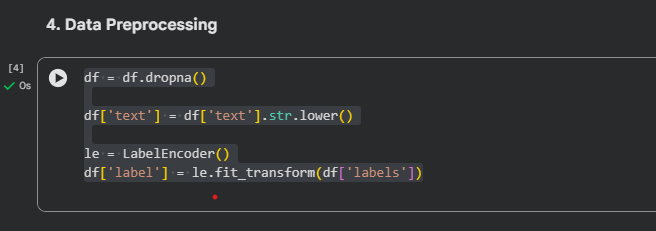 4. Data Preprocessing
[4]
0s
df = df.dropna()
df['text'] = df['text'].str.lower()
le = LabelEncoder()
df['label'] = le.fit_transform(df['labels'])